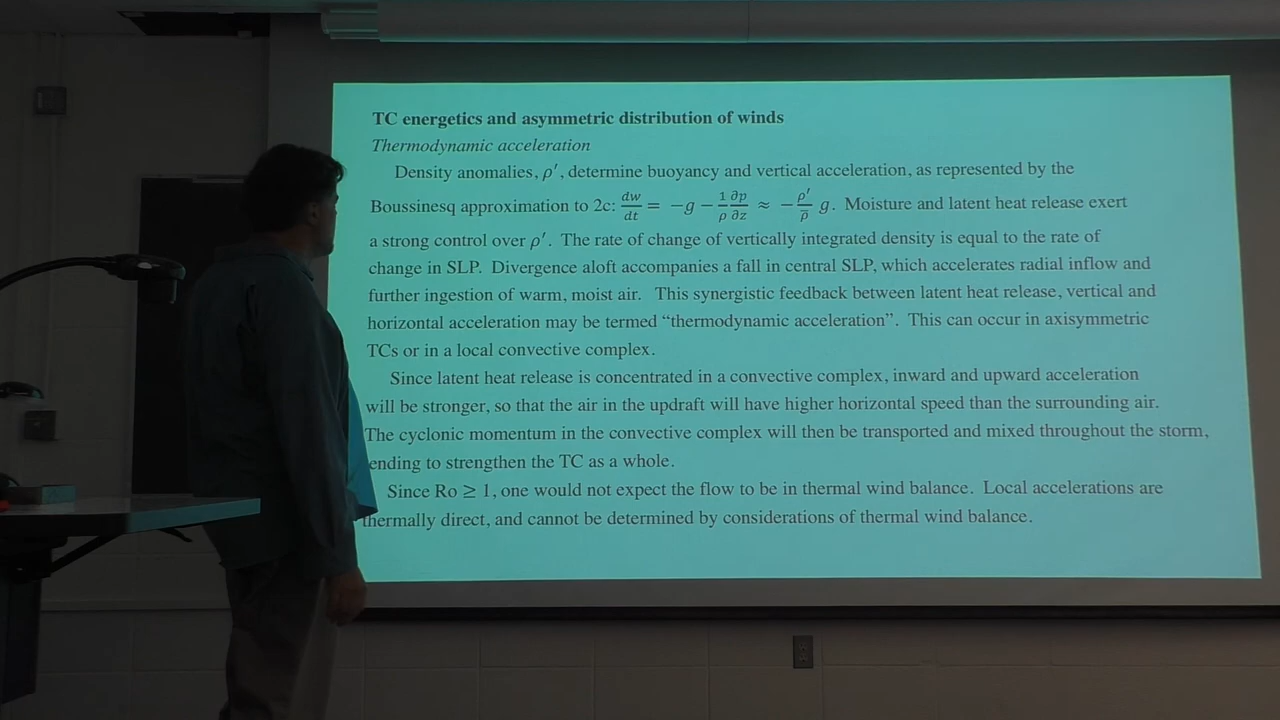 TC energetics and asymmetric distribution of winds
Thermodynamic acceleration
Density anomalies, ρ′, determine buoyancy and vertical acceleration, as represented by the
Boussinesq approximation to 2c: dw/dt = −g − 1/ρ ∂p/∂z ≈ − ρ′/ρ̅ g. Moisture and latent heat release exert
a strong control over ρ′. The rate of change of vertically integrated density is equal to the rate of
change in SLP. Divergence aloft accompanies a fall in central SLP, which accelerates radial inflow and
further ingestion of warm, moist air. This synergistic feedback between latent heat release, vertical and
horizontal acceleration may be termed “thermodynamic acceleration”. This can occur in axisymmetric
TCs or in a local convective complex.
Since latent heat release is concentrated in a convective complex, inward and upward acceleration
will be stronger, so that the air in the updraft will have higher horizontal speed than the surrounding air.
The cyclonic momentum in the convective complex will then be transported and mixed throughout the storm,
ending to strengthen the TC as a whole.
Since Ro ≥ 1, one would not expect the flow to be in thermal wind balance. Local accelerations are
thermally direct, and cannot be determined by considerations of thermal wind balance.